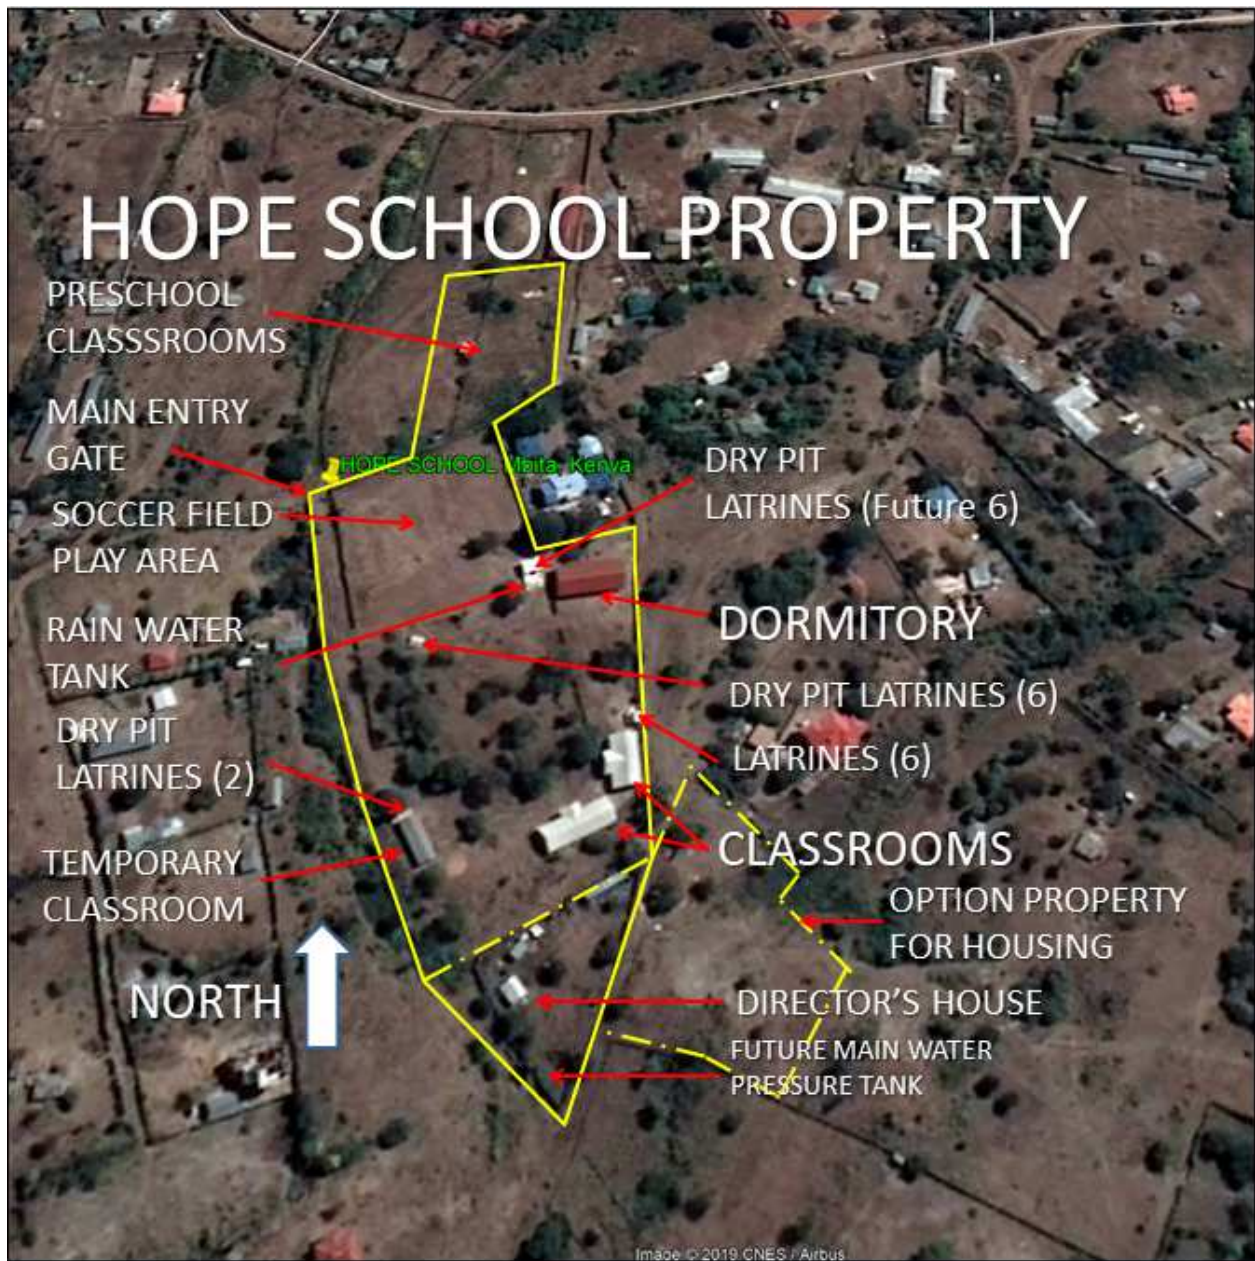 HOPE SCHOOL PROPERTY
PRESCHOOL
CLASSSROOMS
MAIN ENTRY
GATE
HOPE SCHOOL Mbita, Kenya
SOCCER FIELD
PLAY AREA
RAIN WATER
TANK
DRY PIT
LATRINES (2)
TEMPORARY
CLASSROOM
NORTH
DRY PIT
LATRINES (Future 6)
DORMITORY
DRY PIT LATRINES (6)
LATRINES (6)
CLASSROOMS
OPTION PROPERTY
FOR HOUSING
DIRECTOR’S HOUSE
FUTURE MAIN WATER
PRESSURE TANK
Image © 2019 CNES / Airbus